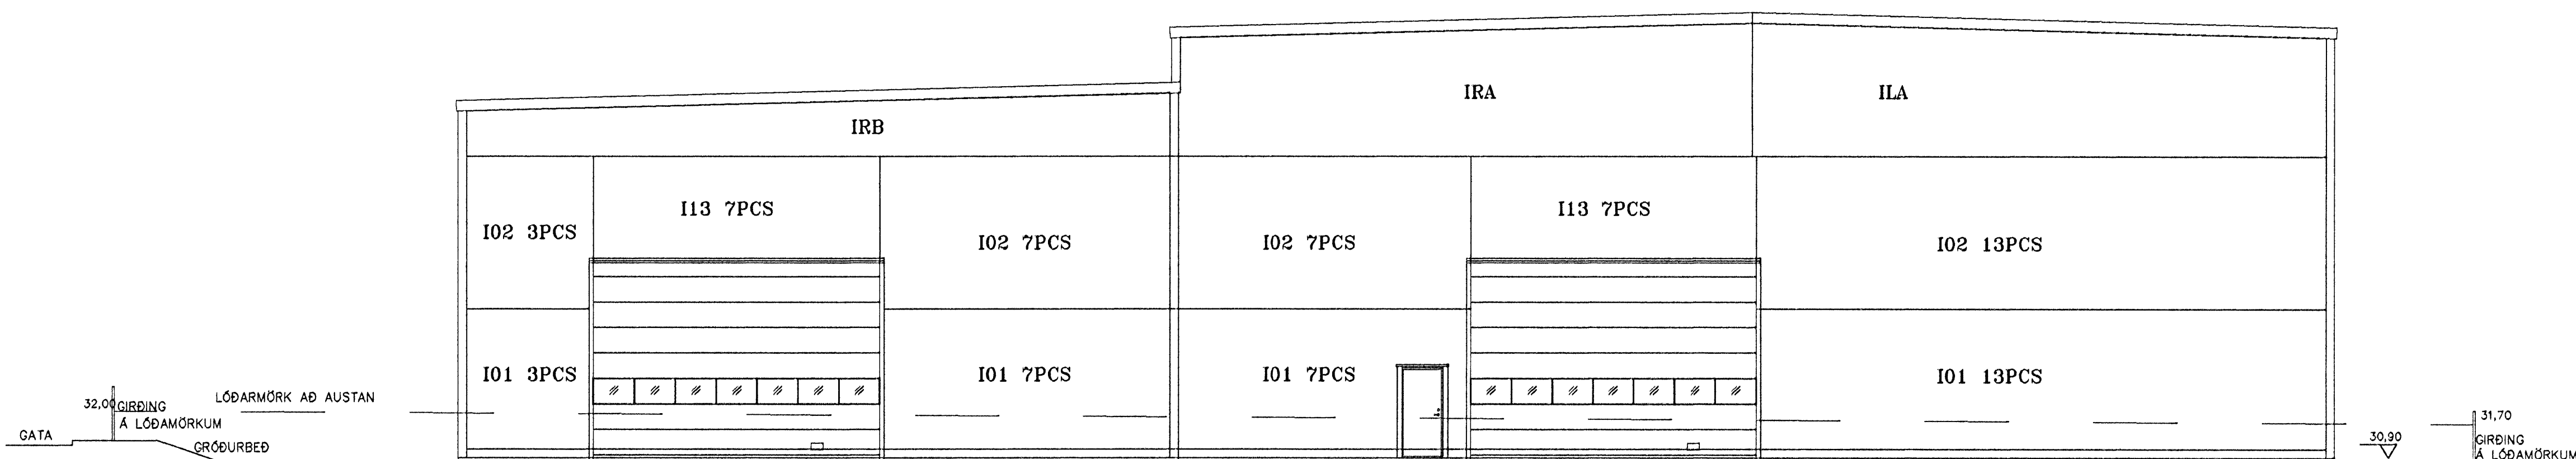 IRA
ILA
IRB
I13 7PCS
I13 7PCS
I02 3PCS
I02 7PCS
I02 7PCS
I02 13PCS
I01 3PCS
I01 7PCS
I01 7PCS
I01 13PCS
LÓÐARMÖRK AÐ AUSTAN
32,00
GIRÐING
Á LÓÐAMÖRKUM
GATA
GRÓÐURBEÐ
31,70
30,90
GIRÐING
Á LÓÐAMÖRKUM